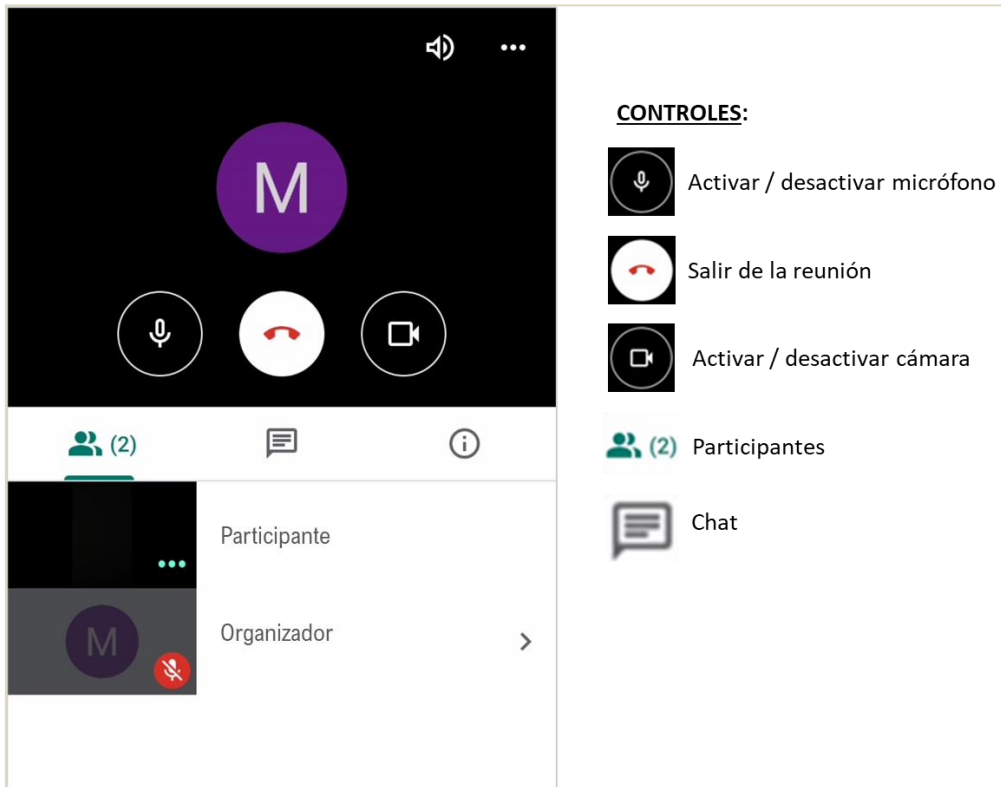 M
(2)
Participante
M
Organizador
CONTROLES:
Activar / desactivar micrófono
Salir de la reunión
Activar / desactivar cámara
(2) Participantes
Chat